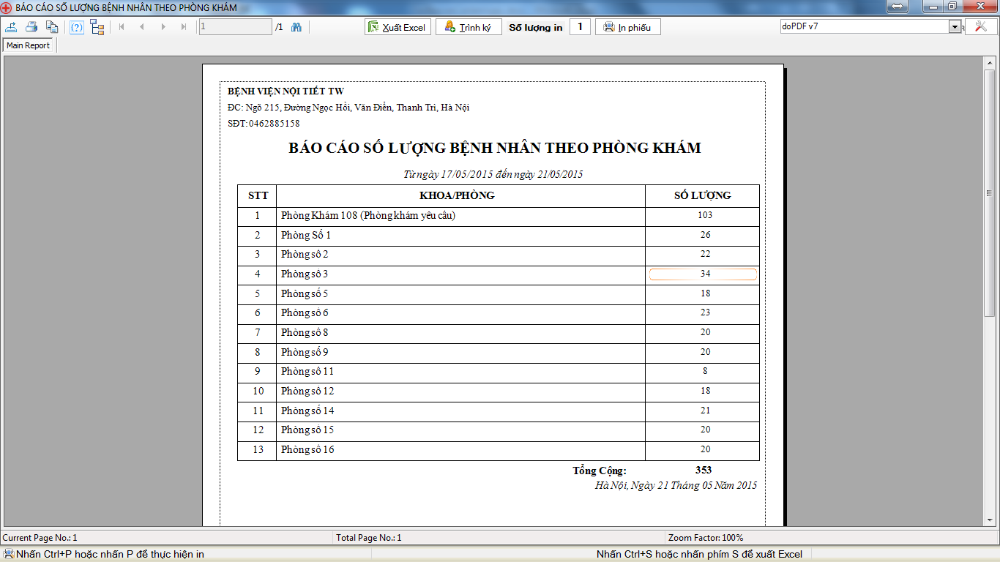 BÁO CÁO SỐ LƯỢNG BỆNH NHÂN THEO PHÒNG KHÁM
1 /1 Xuất Excel Trình ký Số lượng in 1 In phiếu doPDF v7
Main Report
BỆNH VIỆN NỘI TIẾT TW
ĐC: Ngõ 215, Đường Ngọc Hồi, Văn Điển, Thanh Trì, Hà Nội
SĐT: 0462885158
BÁO CÁO SỐ LƯỢNG BỆNH NHÂN THEO PHÒNG KHÁM
Từ ngày 17/05/2015 đến ngày 21/05/2015
STT KHOA/PHÒNG SỐ LƯỢNG
1 Phòng Khám 108 (Phòng khám yêu cầu) 103
2 Phòng Số 1 26
3 Phòng số 2 22
4 Phòng số 3 34
5 Phòng số 5 18
6 Phòng số 6 23
7 Phòng số 8 20
8 Phòng số 9 20
9 Phòng số 11 8
10 Phòng số 12 18
11 Phòng số 14 21
12 Phòng số 15 20
13 Phòng số 16 20
Tổng Cộng: 353
Hà Nội, Ngày 21 Tháng 05 Năm 2015
Current Page No.: 1 Total Page No.: 1 Zoom Factor: 100%
Nhấn Ctrl+P hoặc nhấn P để thực hiện in Nhấn Ctrl+S hoặc nhấn phím S để xuất Excel